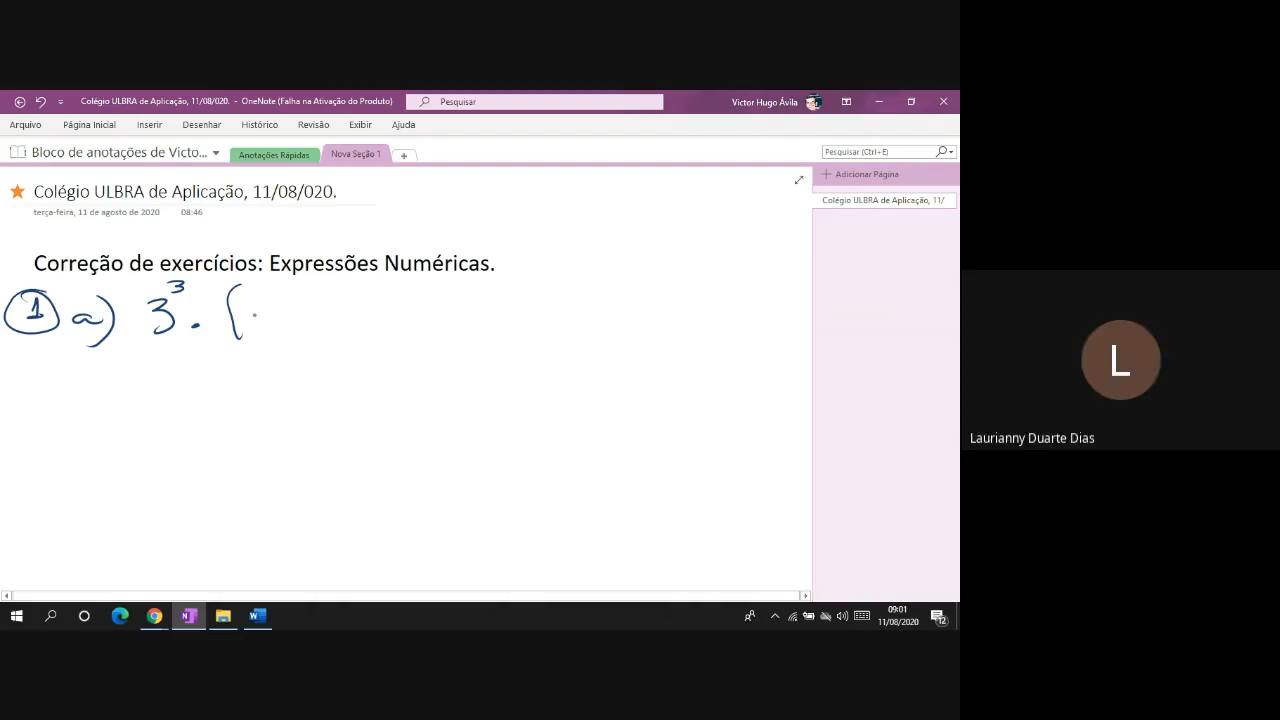 Colégio ULBRA de Aplicação, 11/08/020. - OneNote (Falha na Ativação do Produto)
Pesquisar
Victor Hugo Ávila
Arquivo Página Inicial Inserir Desenhar Histórico Revisão Exibir Ajuda
Bloco de anotações de Victo... Anotações Rápidas Nova Seção 1
Pesquisar (Ctrl+E)
Colégio ULBRA de Aplicação, 11/08/020.
Adicionar Página
terça-feira, 11 de agosto de 2020 08:46
Colégio ULBRA de Aplicação, 11/
Correção de exercícios: Expressões Numéricas.
1 a) 3³ . (
L
Laurianny Duarte Dias
09:01
11/08/2020
12